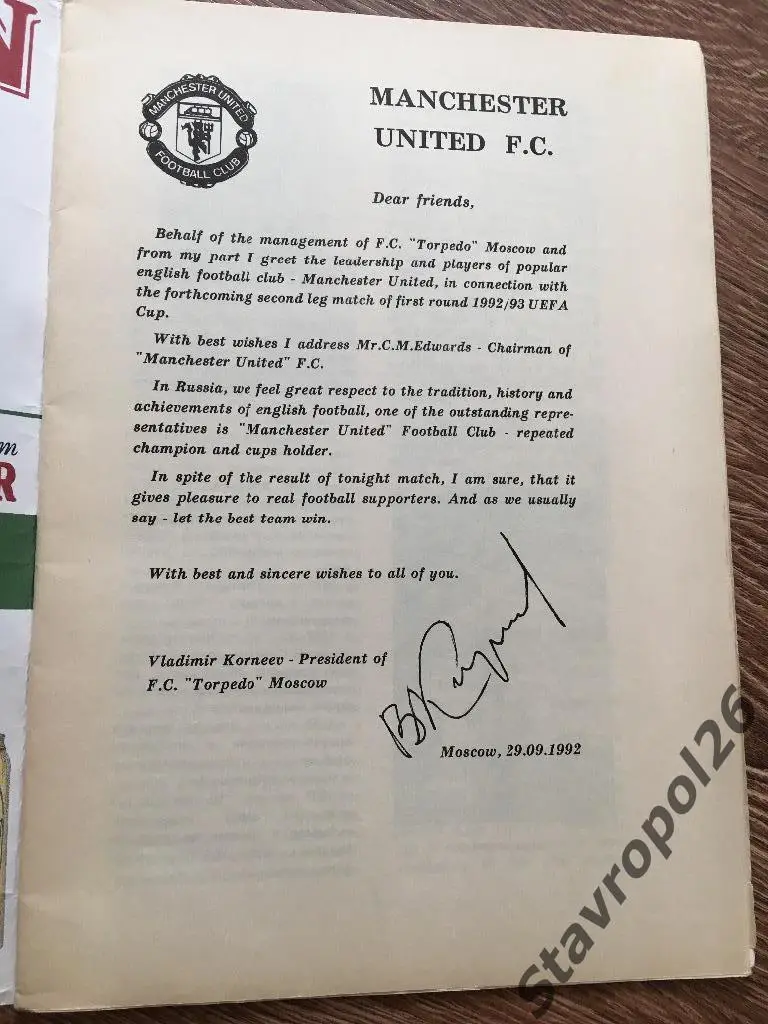 N
MANCHESTER UNITED
FOOTBALL CLUB
MANCHESTER
UNITED F.C.
Dear friends,
Behalf of the management of F.C. "Torpedo" Moscow and
from my part I greet the leadership and players of popular
english football club - Manchester United, in connection with
the forthcoming second leg match of first round 1992/93 UEFA
Cup.
With best wishes I address Mr.C.M.Edwards - Chairman of
"Manchester United" F.C.
In Russia, we feel great respect to the tradition, history and
achievements of english football, one of the outstanding repre-
sentatives is "Manchester United" Football Club - repeated
champion and cups holder.
m
R
In spite of the result of tonight match, I am sure, that it
gives pleasure to real football supporters. And as we usually
say - let the best team win.
With best and sincere wishes to all of you.
Vladimir Korneev - President of
F.C. "Torpedo" Moscow
Moscow, 29.09.1992
Stavropol26